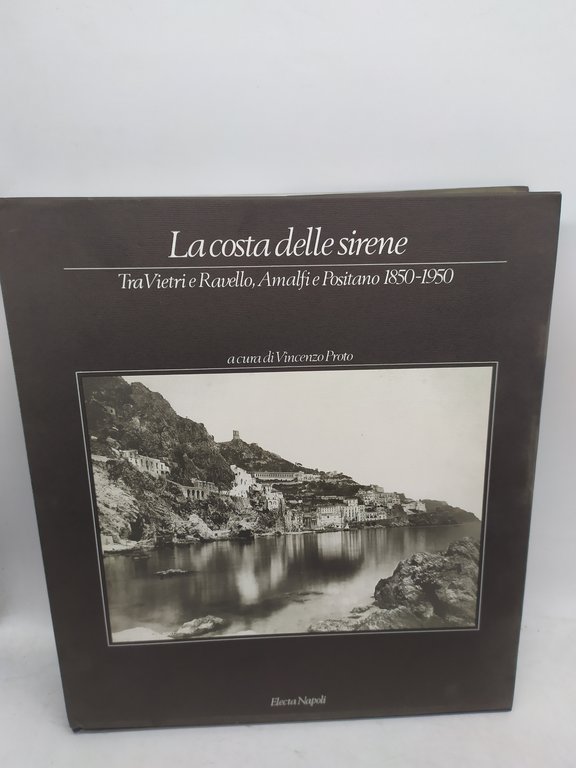 La costa delle sirene
Tra Vietri e Ravello, Amalfi e Positano 1850-1950
a cura di Vincenzo Proto
Electa Napoli